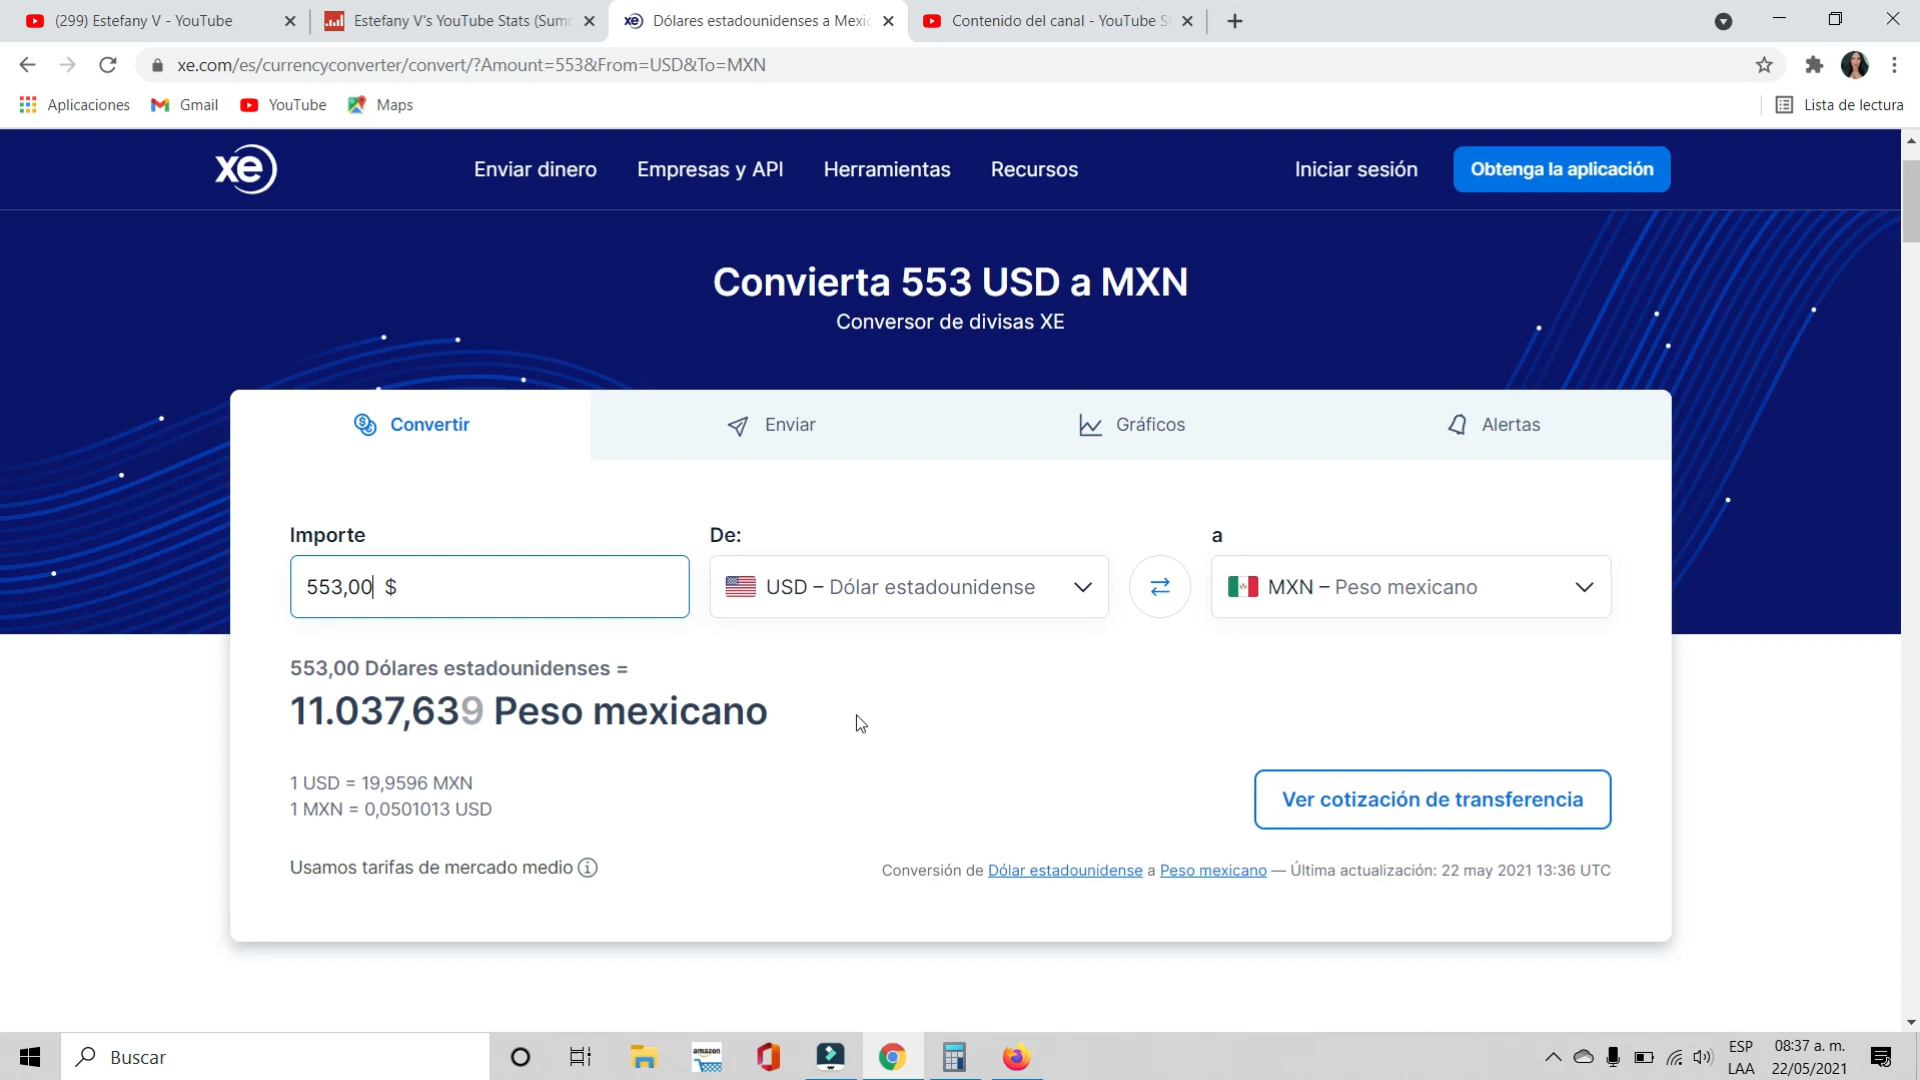 (299) Estefany V - YouTube
Estefany V's YouTube Stats (Sum
Dólares estadounidenses a Mexic
Contenido del canal - YouTube S
xe.com/es/currencyconverter/convert/?Amount=553&From=USD&To=MXN
Aplicaciones
Gmail
YouTube
Maps
Lista de lectura
xe
Enviar dinero
Empresas y API
Herramientas
Recursos
Iniciar sesión
Obtenga la aplicación
Convierta 553 USD a MXN
Conversor de divisas XE
Convertir
Enviar
Gráficos
Alertas
Importe
De:
a
553,00 $
USD – Dólar estadounidense
MXN – Peso mexicano
553,00 Dólares estadounidenses =
11.037,639 Peso mexicano
1 USD = 19,9596 MXN
1 MXN = 0,0501013 USD
Ver cotización de transferencia
Usamos tarifas de mercado medio
Conversión de Dólar estadounidense a Peso mexicano — Última actualización: 22 may 2021 13:36 UTC
Buscar
amazon
ESP
LAA
08:37 a. m.
22/05/2021